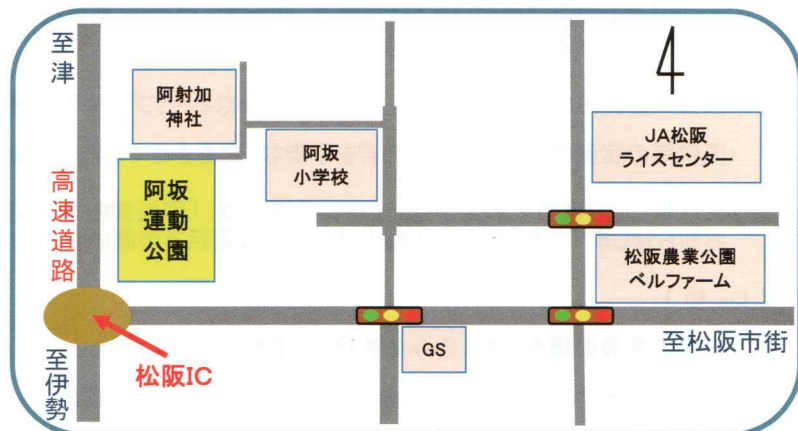 至津
阿射加
神社
阿坂
小学校
JA松阪
ライスセンター
高速道路
阿坂
運動
公園
松阪農業公園
ベルファーム
至松阪市街
GS
松阪IC
至伊勢